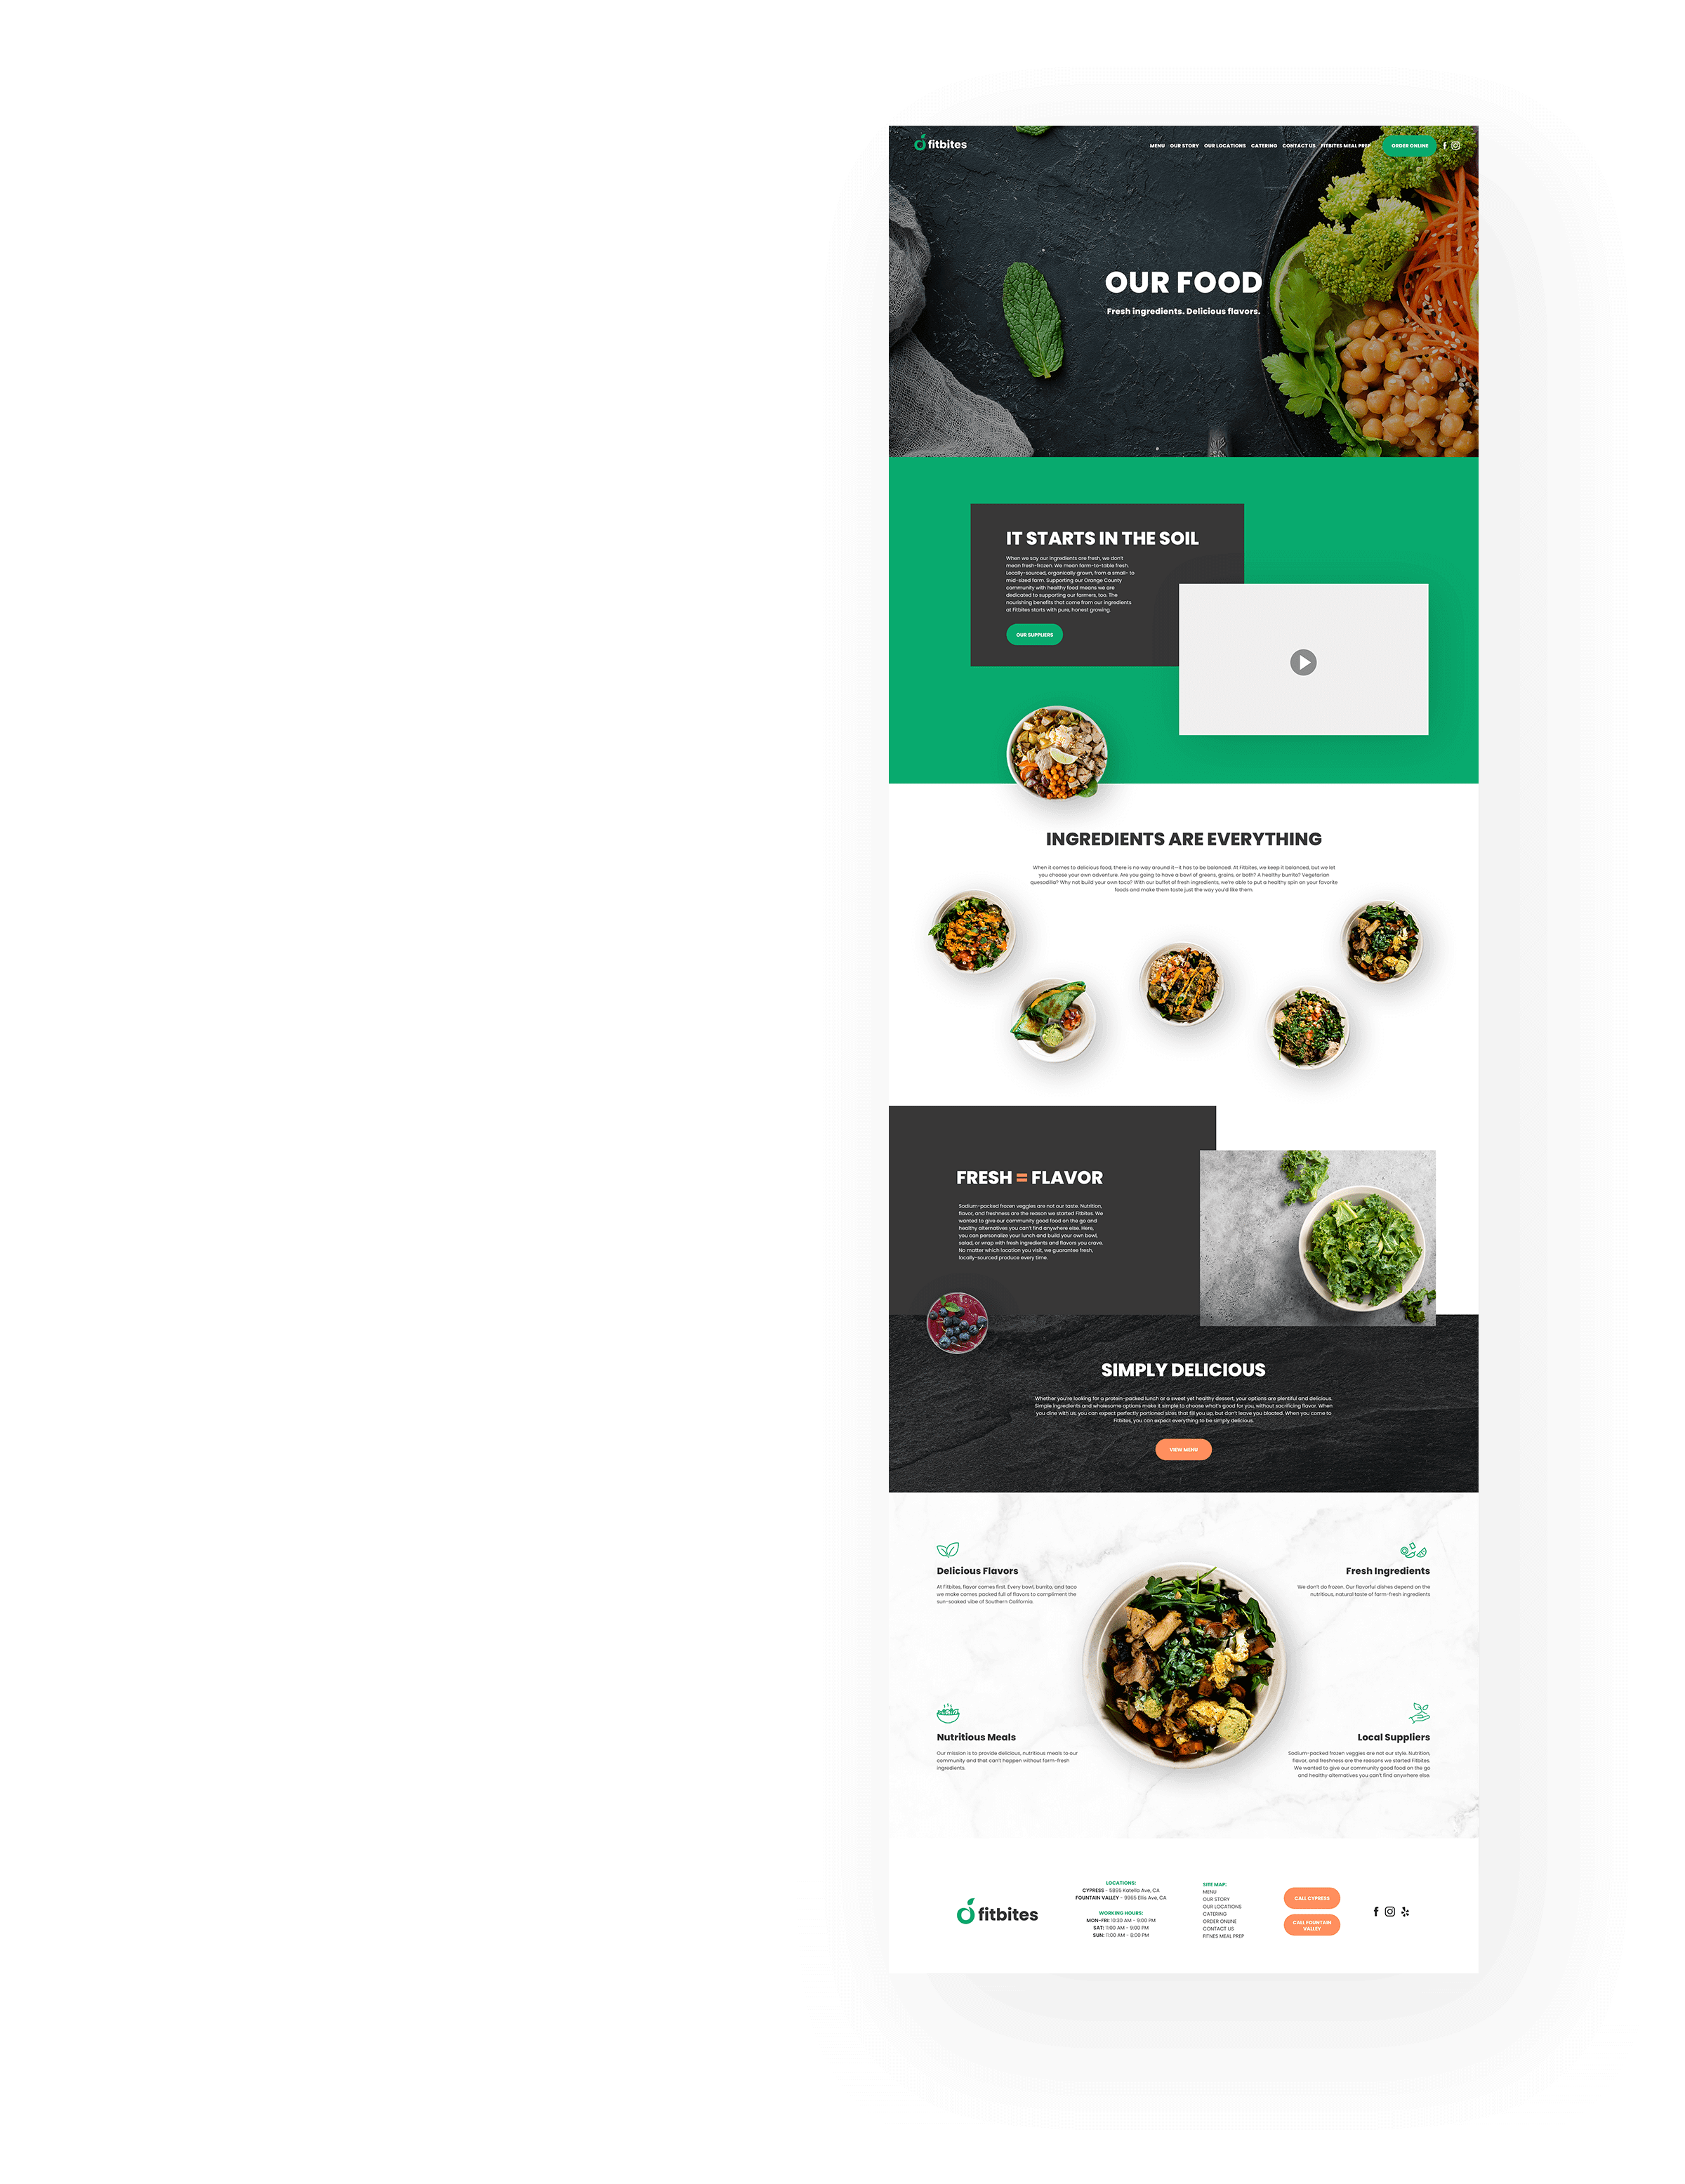 fitbites
MENU OUR STORY OUR LOCATIONS CATERING CONTACT US FITBITES MEAL PREP ORDER ONLINE
OUR FOOD
Fresh ingredients. Delicious flavors.
IT STARTS IN THE SOIL
When we say our ingredients are fresh, we don't
mean fresh-frozen. We mean farm-to-table fresh.
Locally-sourced, organically grown, from a small- to
mid-sized farm. Supporting our Orange County
community with healthy food means we are
dedicated to supporting our farmers, too. The
nourishing benefits that come from our ingredients
at Fitbites starts with pure, honest growing.
OUR SUPPLIERS
INGREDIENTS ARE EVERYTHING
When it comes to delicious food, there is no way around it—it has to be balanced. At Fitbites, we keep it balanced, but we let
you choose your own adventure. Are you going to have a bowl of greens, grains, or both? A healthy burrito? Vegetarian
quesadilla? Why not build your own taco? With our buffet of fresh ingredients, we're able to put a healthy spin on your favorite
foods and make them taste just the way you'd like them.
FRESH = FLAVOR
Sodium-packed frozen veggies are not our taste. Nutrition,
flavor, and freshness are the reason we started Fitbites. We
wanted to give our community good food on the go and
healthy alternatives you can't find anywhere else. Here,
you can personalize your lunch and build your own bowl,
salad, or wrap with fresh ingredients and flavors you crave.
No matter which location you visit, we guarantee fresh,
locally-sourced produce every time.
SIMPLY DELICIOUS
Whether you're looking for a protein-packed lunch or a sweet yet healthy dessert, your options are plentiful and delicious.
Simple ingredients and wholesome options make it simple to choose what's good for you, without sacrificing flavor. When
you dine with us, you can expect perfectly portioned sizes that fill you up, but don't leave you bloated. When you come to
Fitbites, you can expect everything to be simply delicious.
VIEW MENU
Delicious Flavors
At Fitbites, flavor comes first. Every bowl, burrito, and taco
we make comes packed full of flavors to compliment the
sun-soaked vibe of Southern California.
Fresh Ingredients
We don't do frozen. Our flavorful dishes depend on the
nutritious, natural taste of farm-fresh ingredients
Nutritious Meals
Our mission is to provide delicious, nutritious meals to our
community and that can't happen without farm-fresh
ingredients.
Local Suppliers
Sodium-packed frozen veggies are not our style. Nutrition,
flavor, and freshness are the reasons we started Fitbites.
We wanted to give our community good food on the go
and healthy alternatives you can't find anywhere else.
fitbites
LOCATIONS:
CYPRESS - 5895 Katella Ave, CA
FOUNTAIN VALLEY - 9965 Ellis Ave, CA
WORKING HOURS:
MON-FRI: 10:30 AM - 9:00 PM
SAT: 11:00 AM - 9:00 PM
SUN: 11:00 AM - 8:00 PM
SITE MAP:
MENU
OUR STORY
OUR LOCATIONS
CATERING
ORDER ONLINE
CONTACT US
FITNES MEAL PREP
CALL CYPRESS
CALL FOUNTAIN
VALLEY